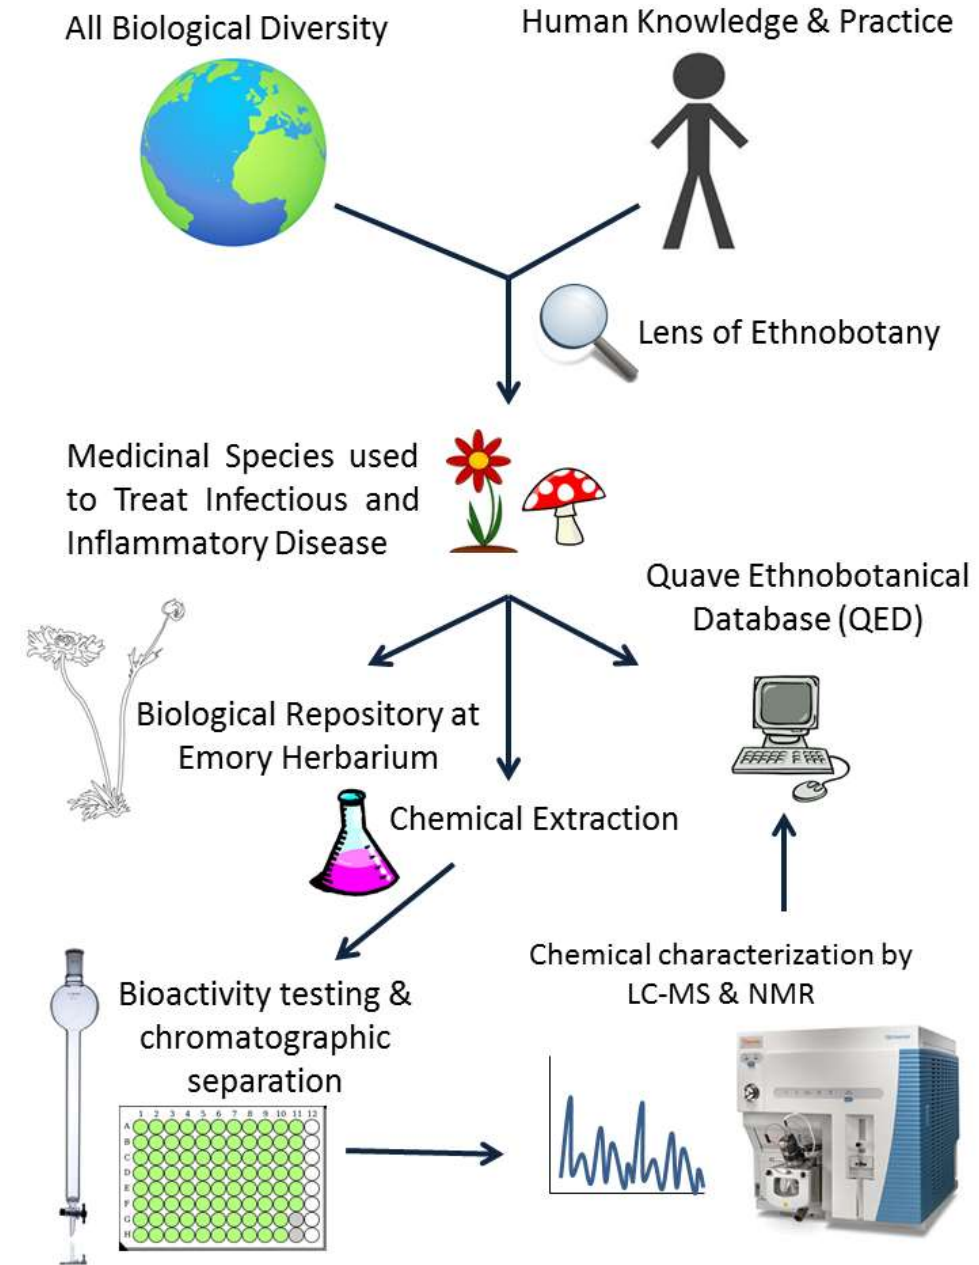 All Biological Diversity
Human Knowledge & Practice
Lens of Ethnobotany
Medicinal Species used
to Treat Infectious and
Inflammatory Disease
Quave Ethnobotanical
Database (QED)
Biological Repository at
Emory Herbarium
Chemical Extraction
Chemical characterization by
LC-MS & NMR
Bioactivity testing &
chromatographic
separation
1 2 3 4 5 6 7 8 9 10 11 12
A
B
C
D
E
F
G
H